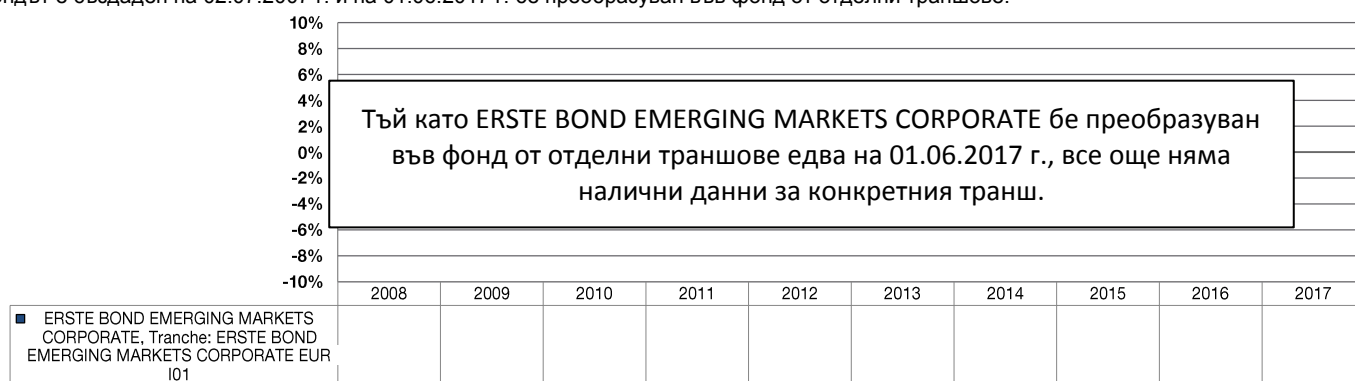 10%
8%
6%
4%
2%
0%
-2%
-4%
-6%
-8%
-10%
Тъй като ERSTE BOND EMERGING MARKETS CORPORATE бе преобразуван
във фонд от отделни траншове едва на 01.06.2017 г., все още няма
налични данни за конкретния транш.
2008 2009 2010 2011 2012 2013 2014 2015 2016 2017
ERSTE BOND EMERGING MARKETS
CORPORATE, Tranche: ERSTE BOND
EMERGING MARKETS CORPORATE EUR
I01